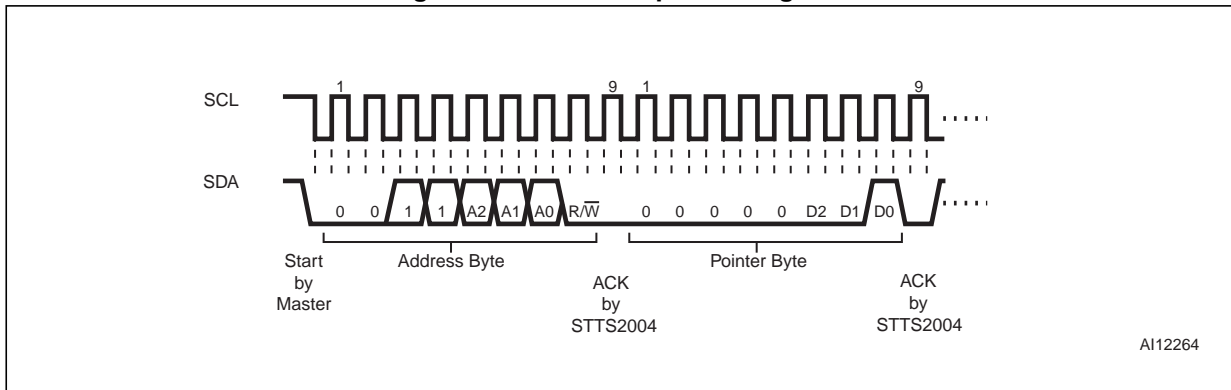 1 9 1 9
SCL
SDA
0 0 1 1 A2 A1 A0 R/W 0 0 0 0 0 D2 D1 D0
Address Byte Pointer Byte
Start
by
Master
ACK
by
STTS2004
ACK
by
STTS2004
AI12264